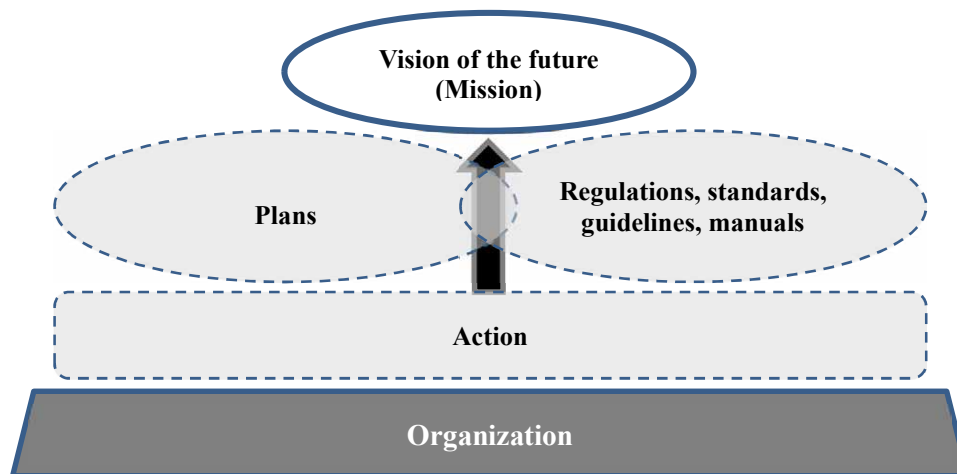 Vision of the future
(Mission)
Plans
Regulations, standards,
guidelines, manuals
Action
Organization